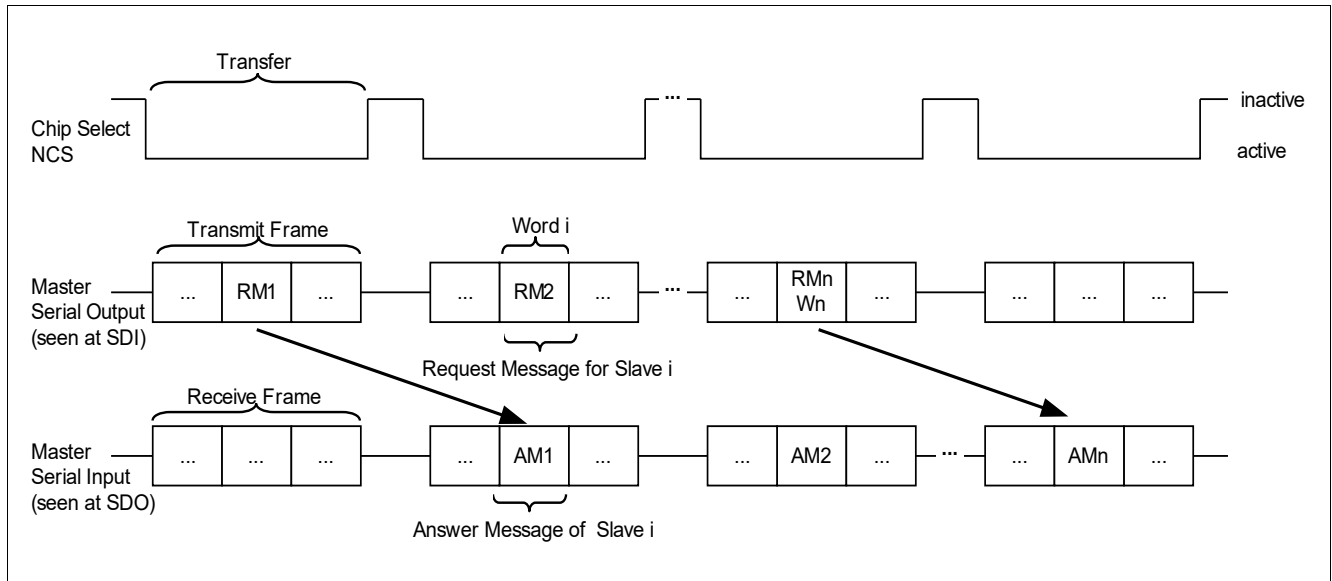 Transfer
...
inactive
Chip Select
NCS
active
Transmit Frame
Word i
Master
Serial Output
(seen at SDI)
... RM1 ...
... RM2 ...
...
... RMn
Wn ...
... ... ...
Request Message for Slave i
Receive Frame
Master
Serial Input
(seen at SDO)
... ... ...
... AM1 ...
... AM2 ...
...
... AMn ...
Answer Message of Slave i